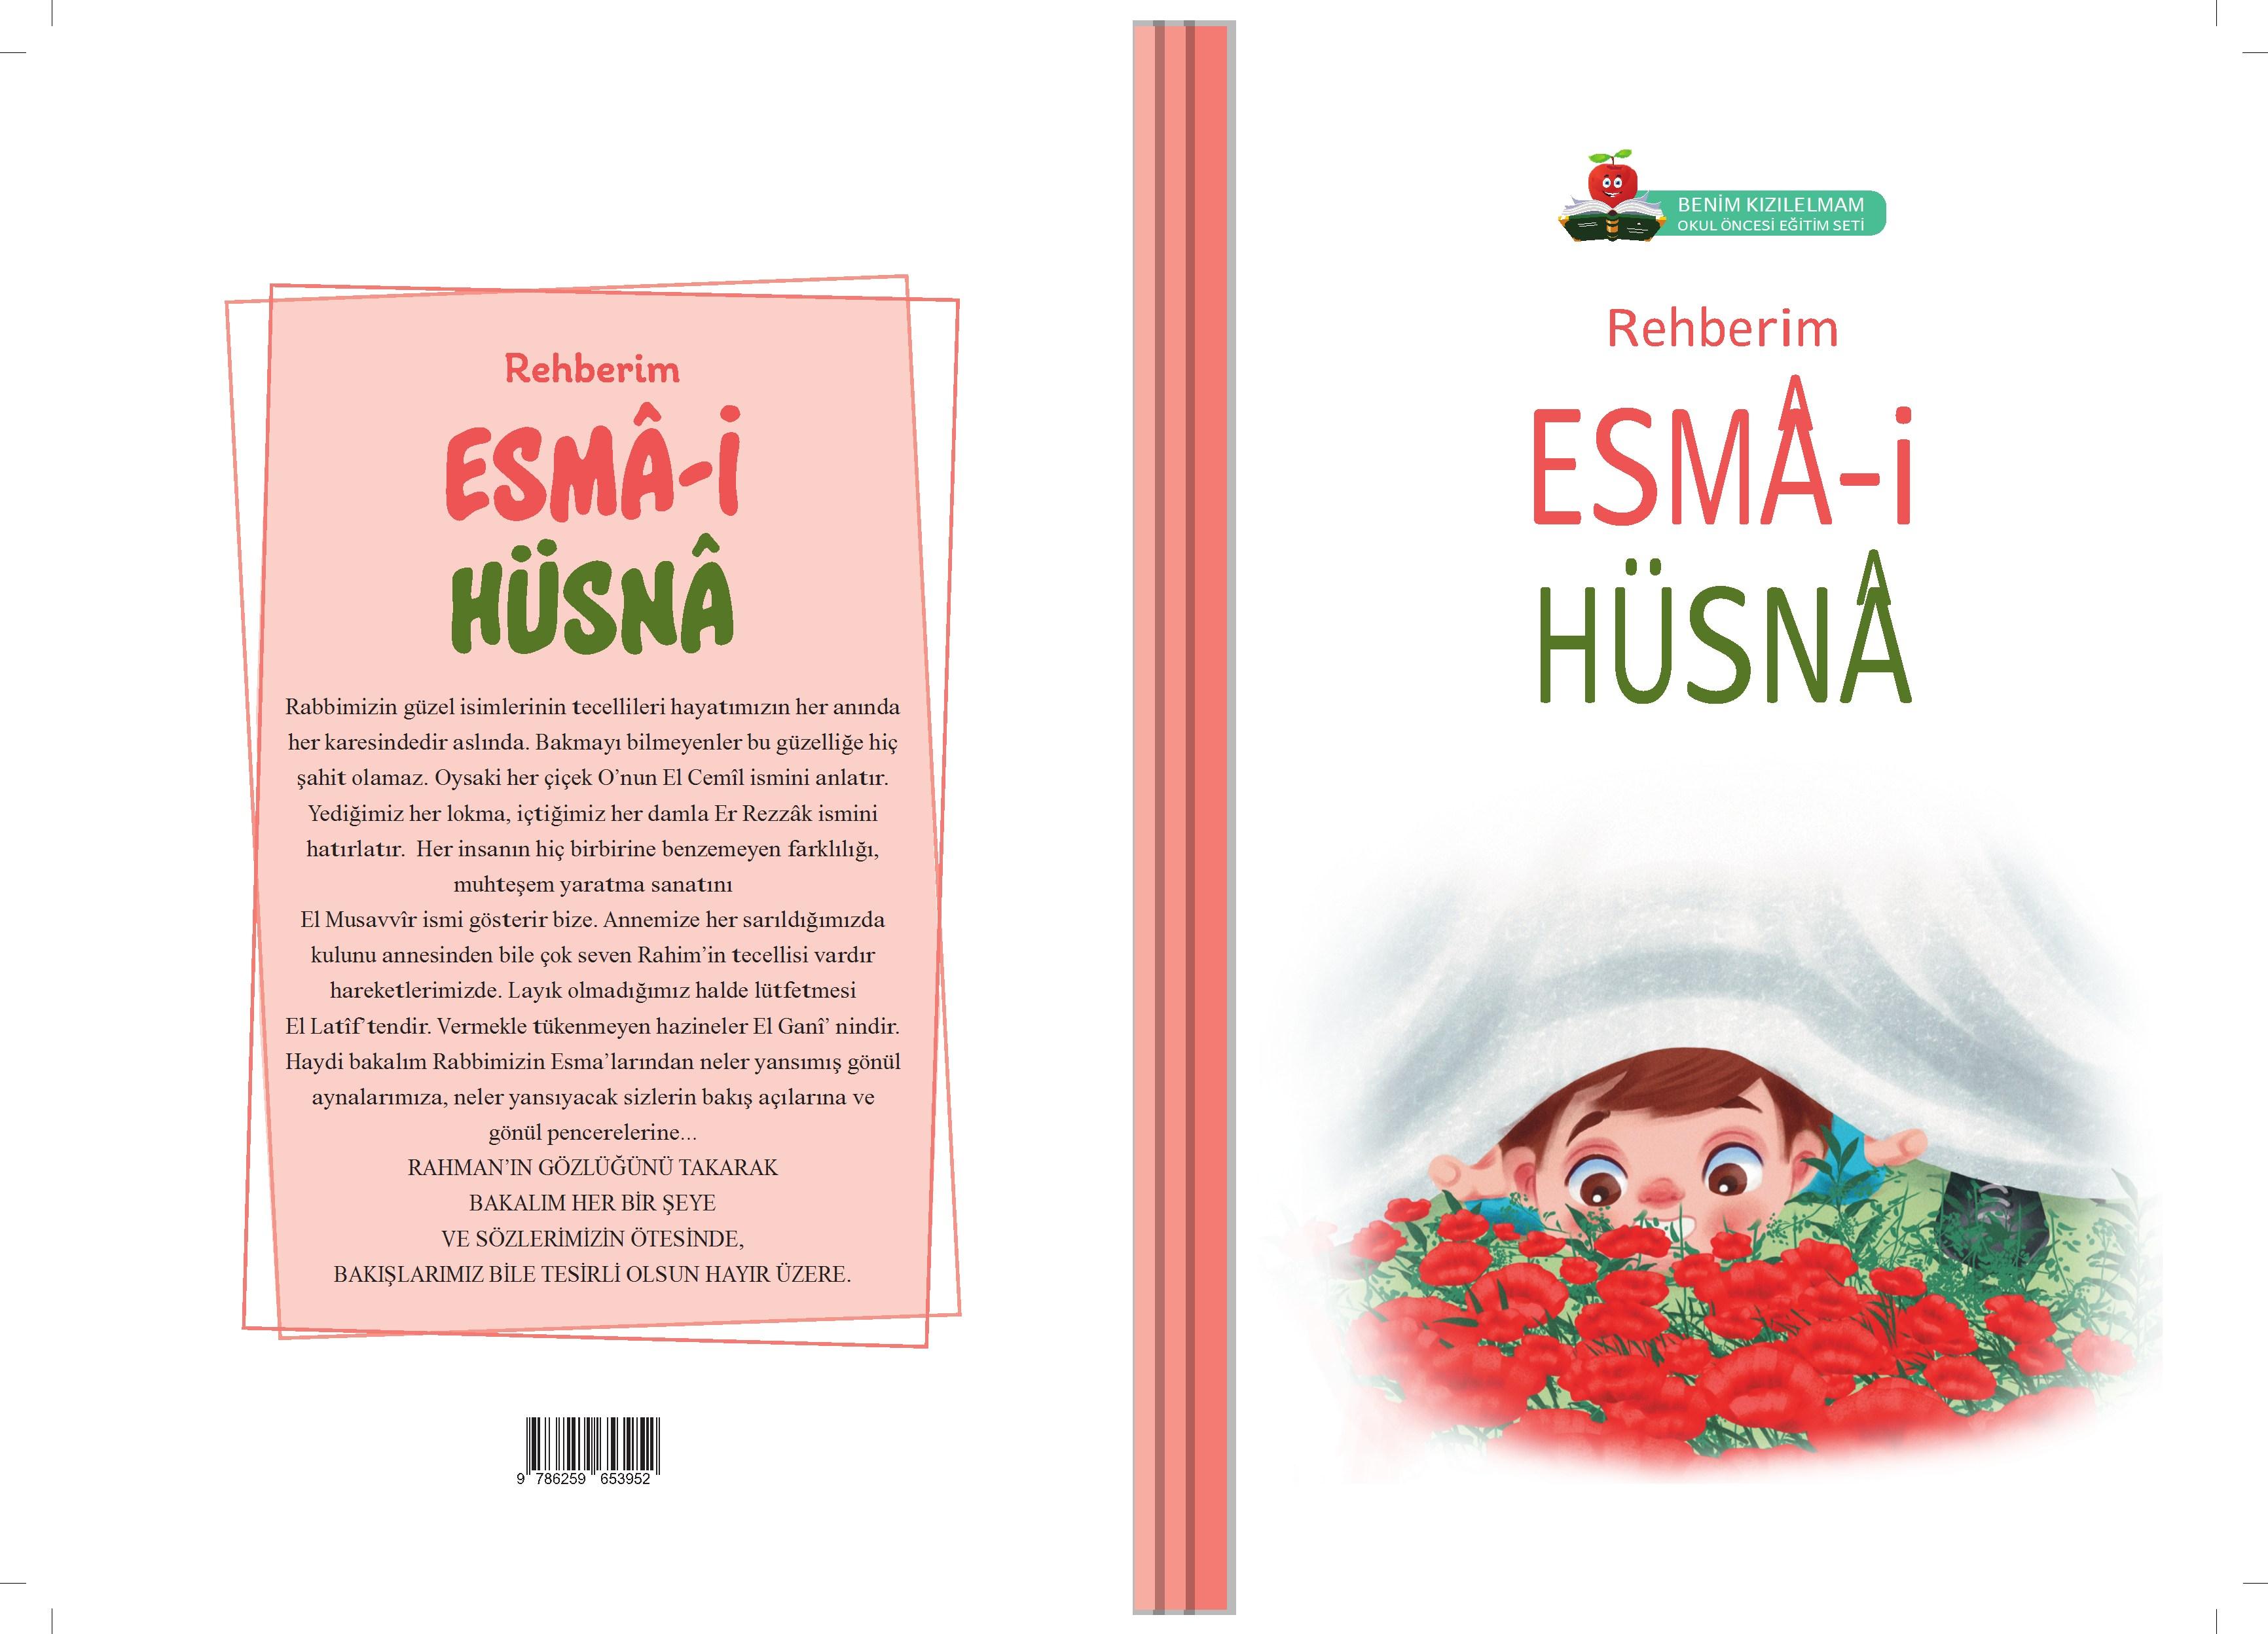 Rehberim
ESMÂ-İ
HÜSNÂ
Rabbimizin güzel isimlerinin tecellileri hayatımızın her anında
her karesindedir aslında. Bakmayı bilmeyenler bu güzelliğe hiç
şahit olamaz. Oysaki her çiçek O’nun El Cemîl ismini anlatır.
Yediğimiz her lokma, içtiğimiz her damla Er Rezzâk ismini
hatırlatır. Her insanın hiç birbirine benzemeyen farklılığı,
muhteşem yaratma sanatını
El Musavvîr ismi gösterir bize. Annemize her sarıldığımızda
kulunu annesinden bile çok seven Rahim’in tecellisi vardır
hareketlerimizde. Layık olmadığımız halde lütfetmesi
El Latîf’tendir. Vermekle tükenmeyen hazineler El Ganî’ nindir.
Haydi bakalım Rabbimizin Esma’larından neler yansımış gönül
aynalarımıza, neler yansıyacak sizlerin bakış açılarına ve
gönül pencerelerine...
RAHMAN’IN GÖZLÜĞÜNÜ TAKARAK
BAKALIM HER BİR ŞEYE
VE SÖZLERİMİZİN ÖTESİNDE,
BAKIŞLARIMIZ BİLE TESİRLİ OLSUN HAYIR ÜZERE.
9 786259 653952
BENİM KIZILELMAM
OKUL ÖNCESİ EĞİTİM SETİ
Rehberim
ESMÂ-i
HÜSNÂ